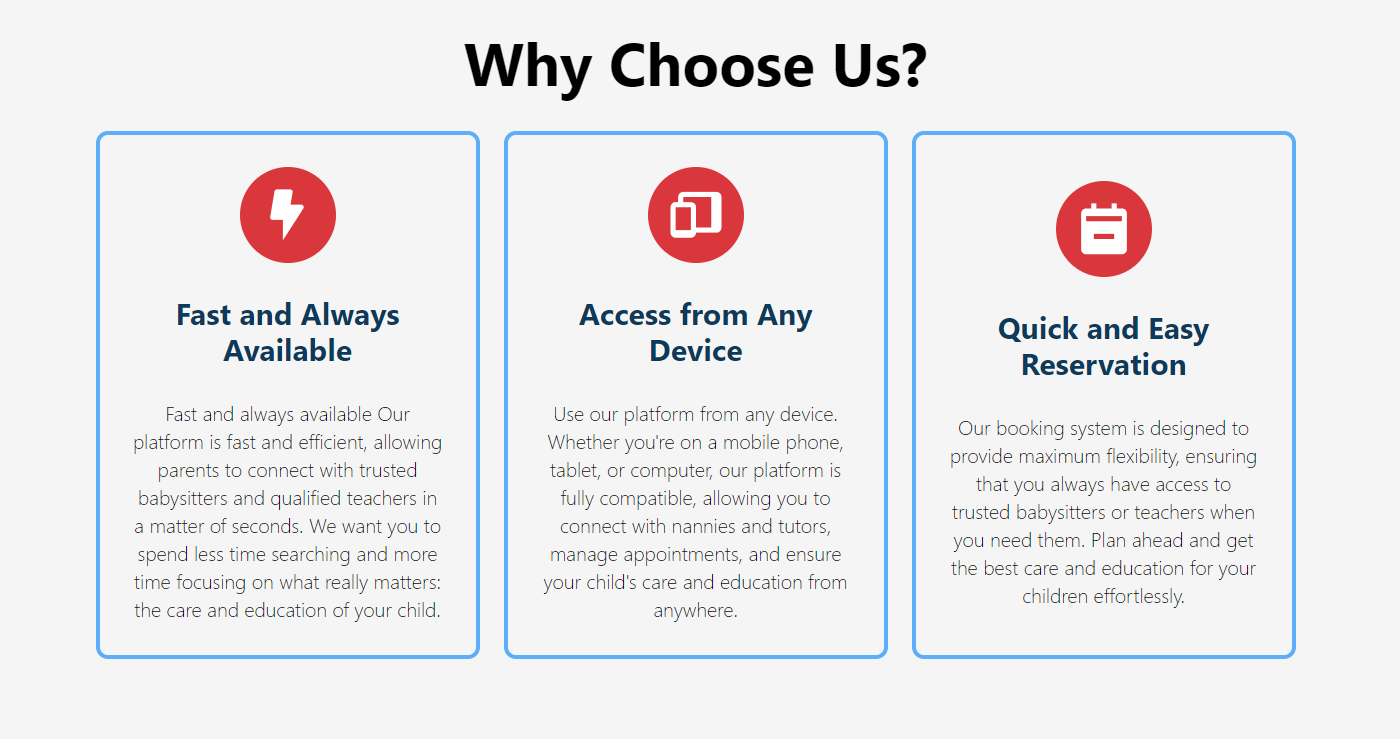 Why Choose Us?
Fast and Always
Available
Fast and always available Our
platform is fast and efficient, allowing
parents to connect with trusted
babysitters and qualified teachers in
a matter of seconds. We want you to
spend less time searching and more
time focusing on what really matters:
the care and education of your child.
Access from Any
Device
Use our platform from any device.
Whether you're on a mobile phone,
tablet, or computer, our platform is
fully compatible, allowing you to
connect with nannies and tutors,
manage appointments, and ensure
your child's care and education from
anywhere.
Quick and Easy
Reservation
Our booking system is designed to
provide maximum flexibility, ensuring
that you always have access to
trusted babysitters or teachers when
you need them. Plan ahead and get
the best care and education for your
children effortlessly.